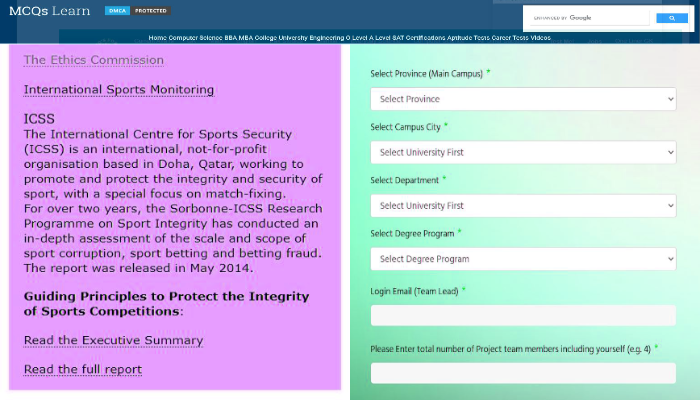 MCQs Learn
DMCA PROTECTED
ENHANCED BY Google
Home Computer Science BBA MBA College University Engineering O Level A Level SAT Certifications Aptitude Tests Career Tests Videos
The Ethics Commission
International Sports Monitoring
ICSS
The International Centre for Sports Security
(ICSS) is an international, not-for-profit
organisation based in Doha, Qatar, working to
promote and protect the integrity and security of
sport, with a special focus on match-fixing.
For over two years, the Sorbonne-ICSS Research
Programme on Sport Integrity has conducted an
in-depth assessment of the scale and scope of
sport corruption, sport betting and betting fraud.
The report was released in May 2014.
Guiding Principles to Protect the Integrity
of Sports Competitions:
Read the Executive Summary
Read the full report
Select Province (Main Campus) *
Select Province
Select Campus City *
Select University First
Select Department *
Select University First
Select Degree Program *
Select Degree Program
Login Email (Team Lead) *
Please Enter total number of Project team members including yourself (e.g. 4) *